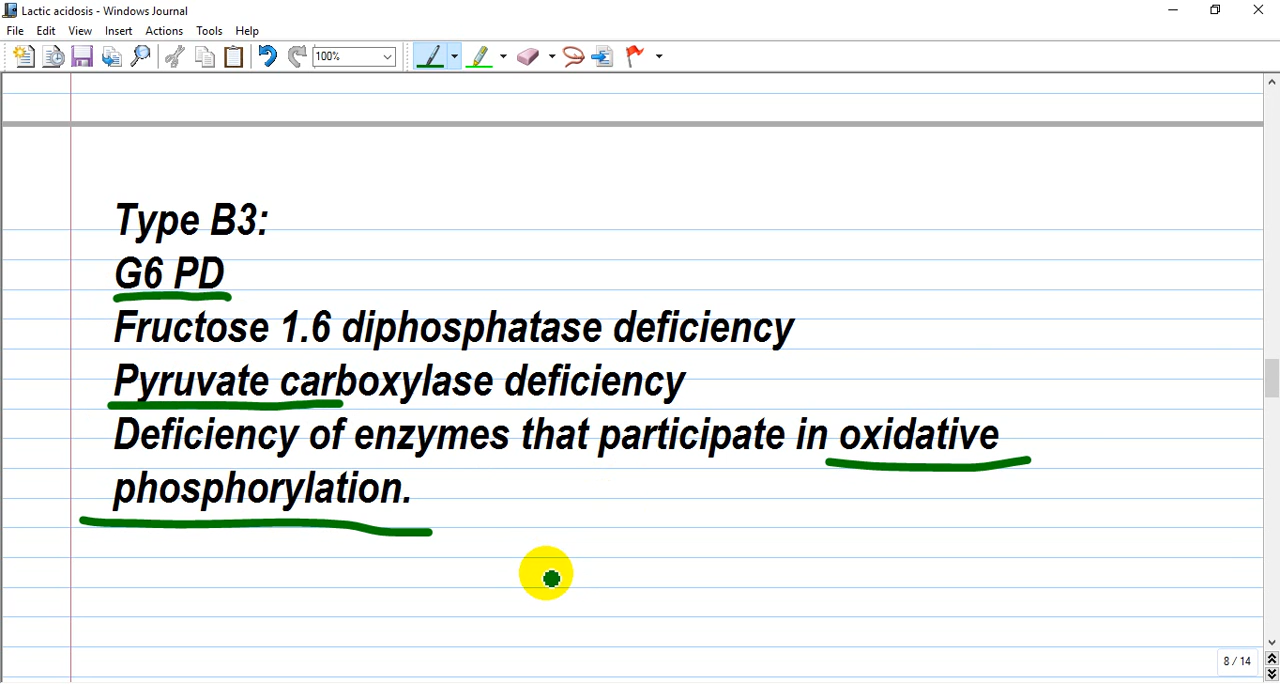 Lactic acidosis - Windows Journal
File Edit View Insert Actions Tools Help
100%
Type B3:
G6 PD
Fructose 1.6 diphosphatase deficiency
Pyruvate carboxylase deficiency
Deficiency of enzymes that participate in oxidative
phosphorylation.
8 / 14